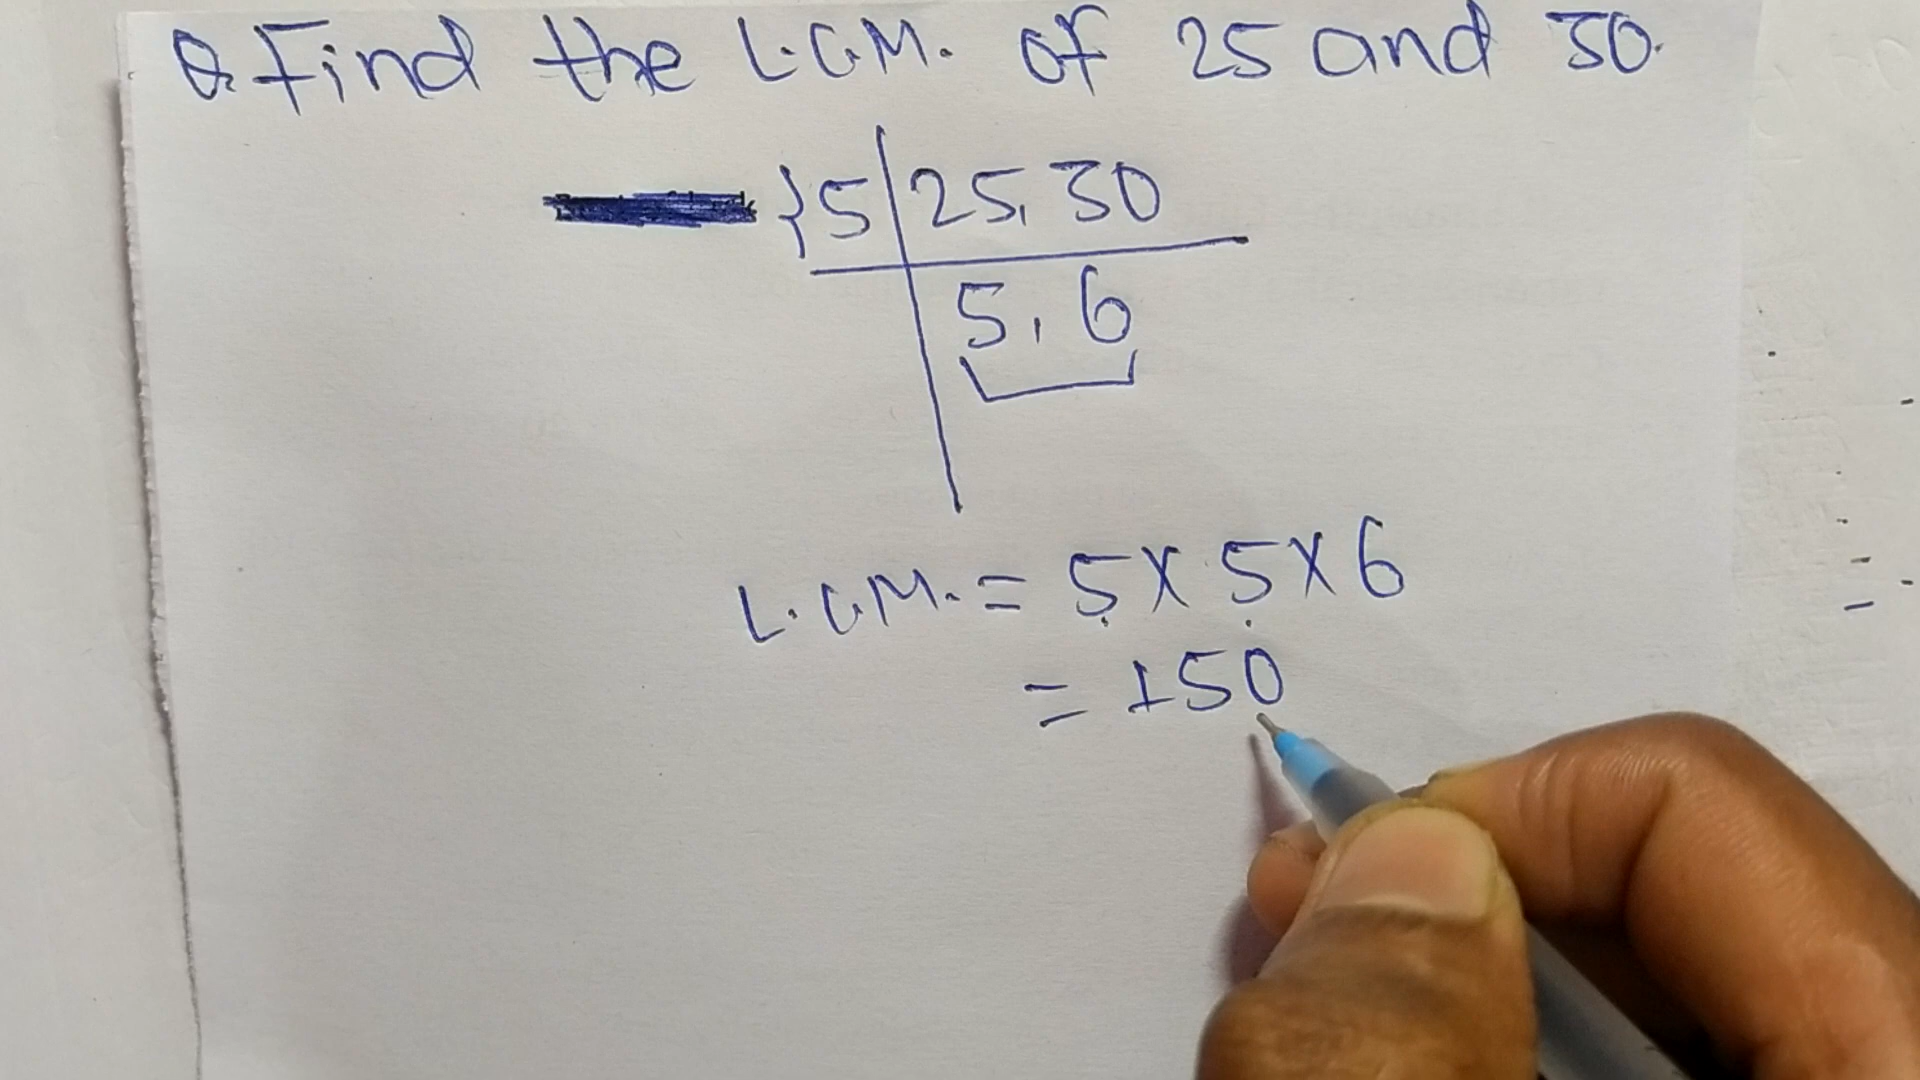 Q. Find the L.C.M. of 25 and 30.
} 5 | 25, 30
5, 6
L.C.M. = 5 x 5 x 6
= 150